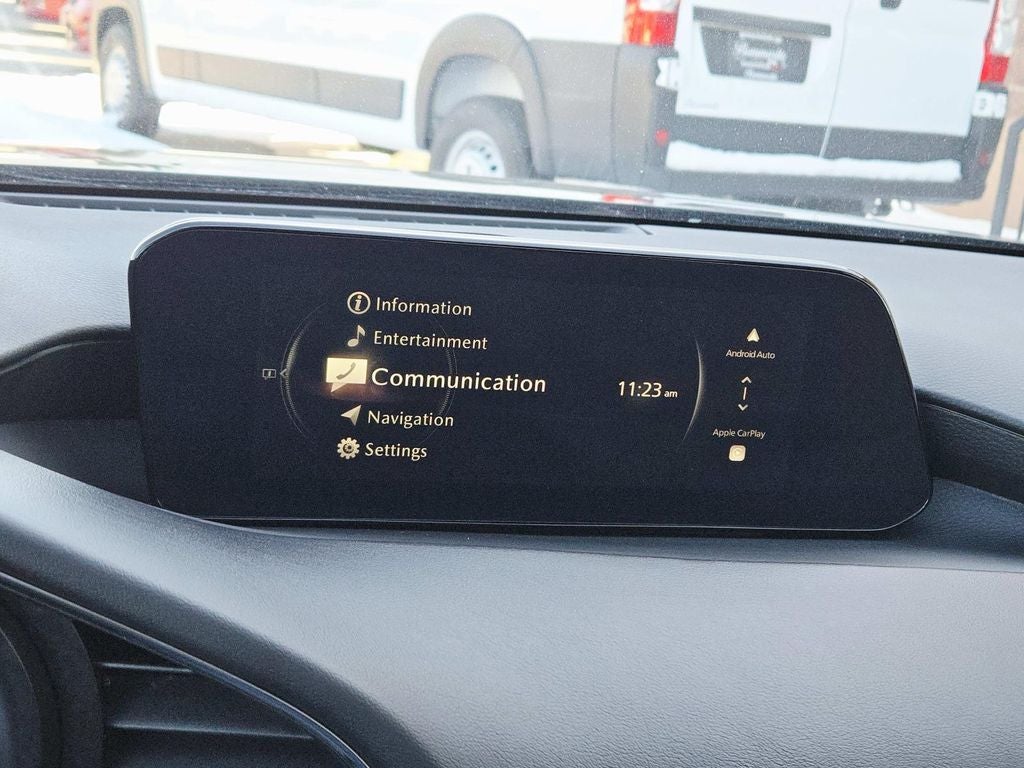 Information
Entertainment
Communication
Navigation
Settings
11:23 am
Android Auto
Apple CarPlay